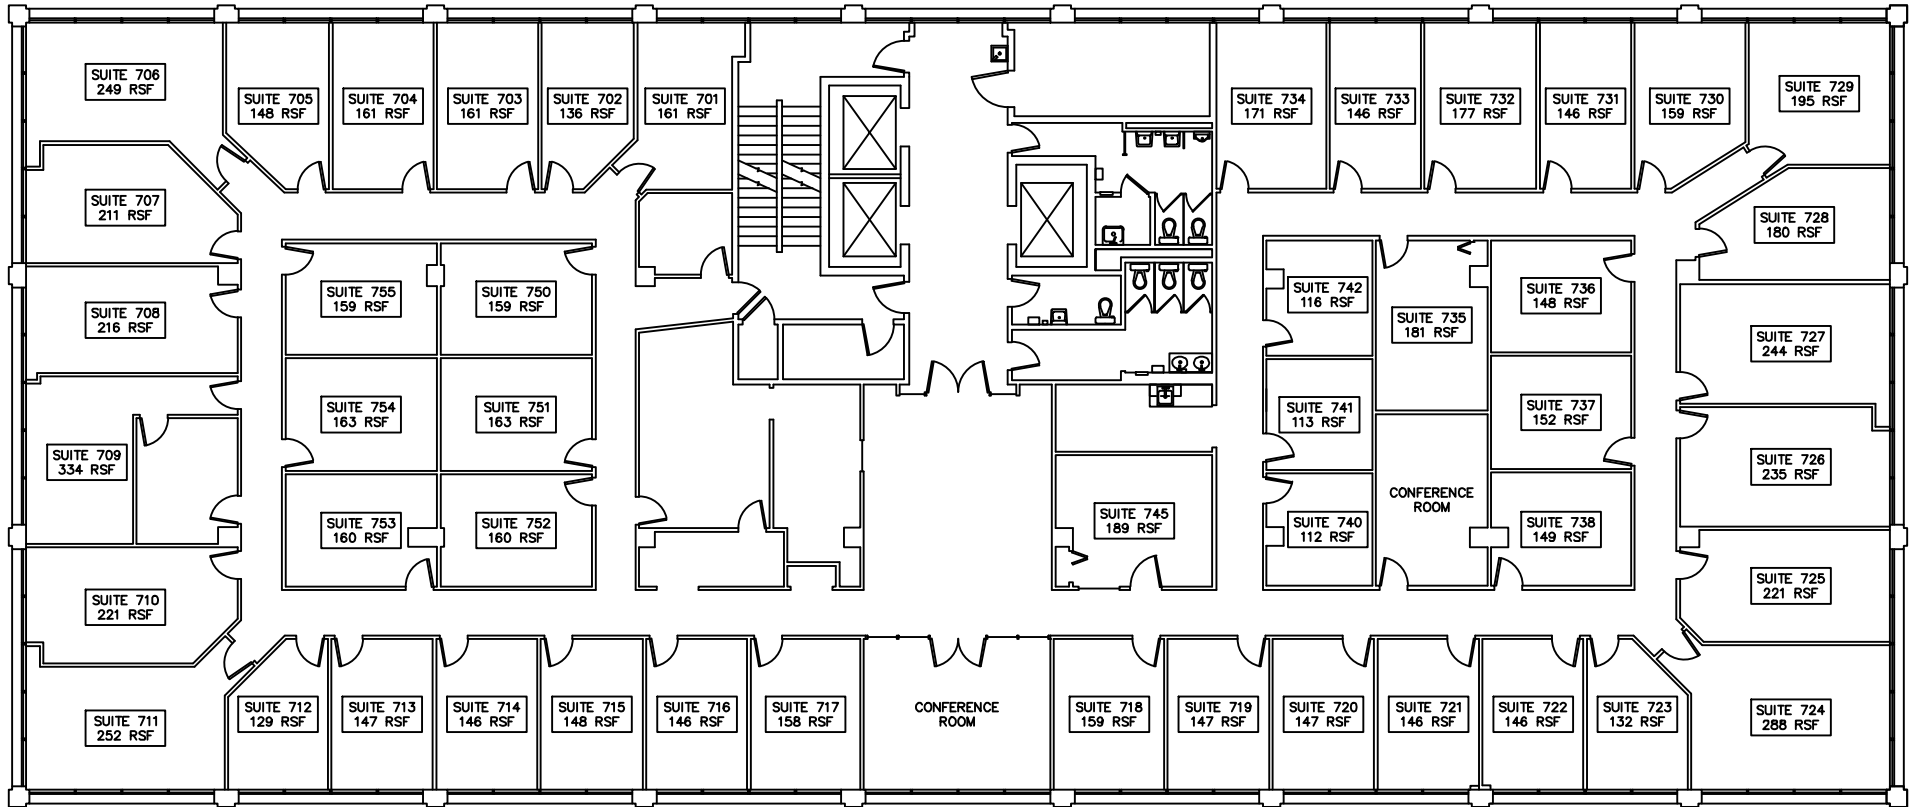 SUITE 706
249 RSF
SUITE 705
148 RSF
SUITE 704
161 RSF
SUITE 703
161 RSF
SUITE 702
136 RSF
SUITE 701
161 RSF
SUITE 734
171 RSF
SUITE 733
146 RSF
SUITE 732
177 RSF
SUITE 731
146 RSF
SUITE 730
159 RSF
SUITE 729
195 RSF
SUITE 707
211 RSF
SUITE 728
180 RSF
SUITE 708
216 RSF
SUITE 755
159 RSF
SUITE 750
159 RSF
SUITE 742
116 RSF
SUITE 735
181 RSF
SUITE 736
148 RSF
SUITE 727
244 RSF
SUITE 754
163 RSF
SUITE 751
163 RSF
SUITE 741
113 RSF
SUITE 737
152 RSF
SUITE 709
334 RSF
SUITE 726
235 RSF
SUITE 753
160 RSF
SUITE 752
160 RSF
SUITE 745
189 RSF
SUITE 740
112 RSF
CONFERENCE
ROOM
SUITE 738
149 RSF
SUITE 710
221 RSF
SUITE 725
221 RSF
SUITE 711
252 RSF
SUITE 712
129 RSF
SUITE 713
147 RSF
SUITE 714
146 RSF
SUITE 715
148 RSF
SUITE 716
146 RSF
SUITE 717
158 RSF
CONFERENCE
ROOM
SUITE 718
159 RSF
SUITE 719
147 RSF
SUITE 720
147 RSF
SUITE 721
146 RSF
SUITE 722
146 RSF
SUITE 723
132 RSF
SUITE 724
288 RSF